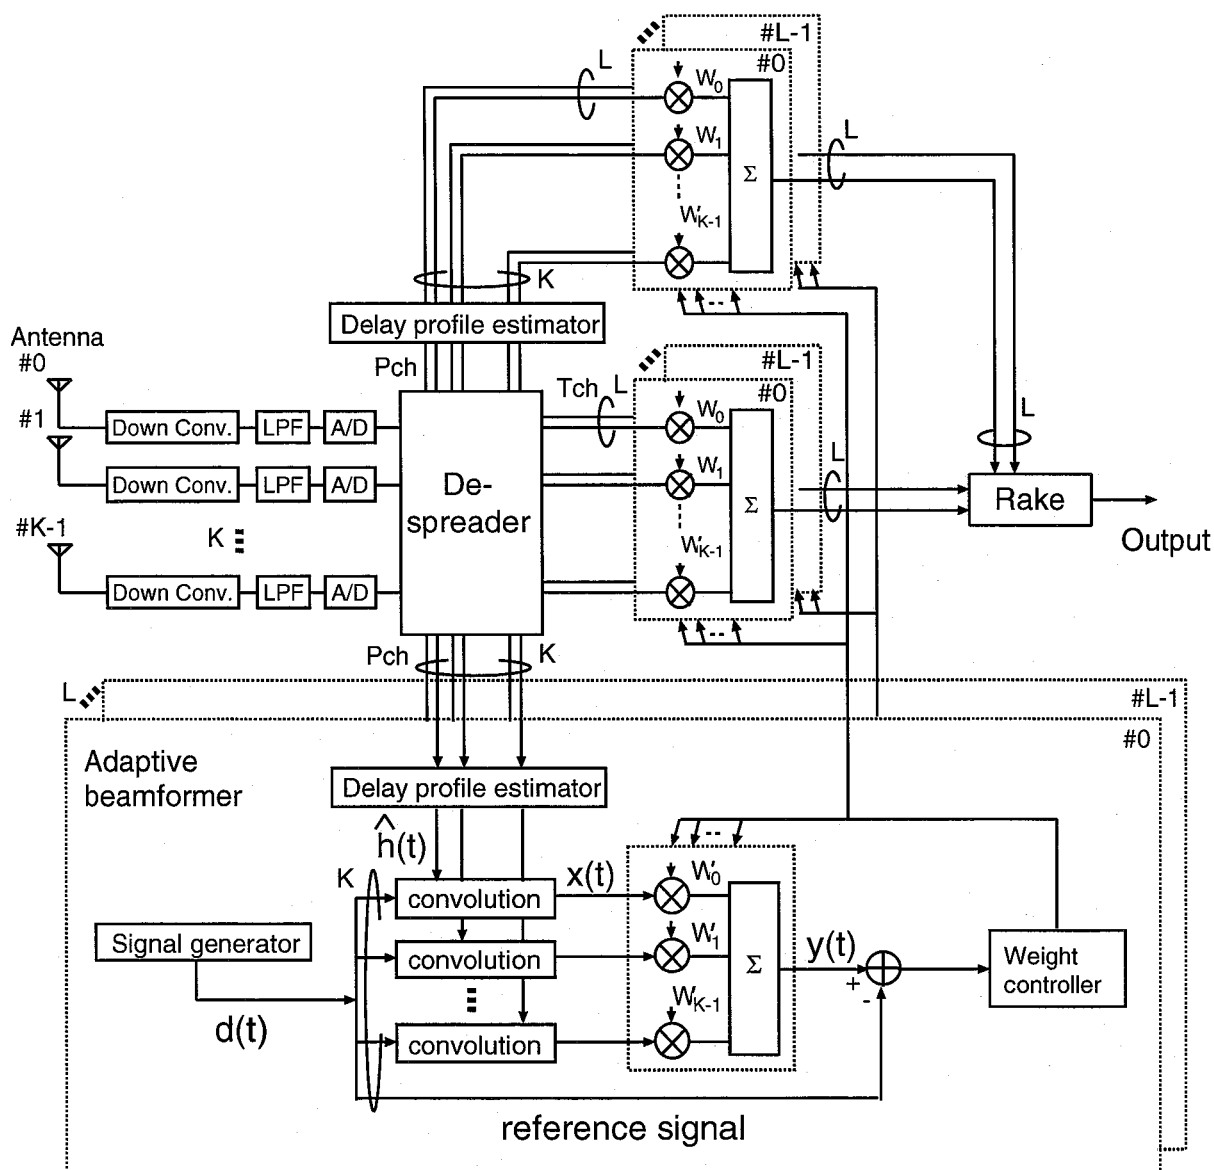 #L-1
#0
L
W0
W1
Σ
W'K-1
L
K
Delay profile estimator
Pch
Antenna
#0
#1
#K-1
K
Down Conv.
LPF
A/D
Down Conv.
LPF
A/D
Down Conv.
LPF
A/D
De-
spreader
Tch
L
#L-1
#0
W0
W1
Σ
W'K-1
L
L
Rake
Output
Pch
K
L
#L-1
#0
Adaptive
beamformer
Delay profile estimator
ĥ(t)
K
convolution
x(t)
W'0
Signal generator
convolution
W'1
Σ
y(t)
+
-
Weight
controller
d(t)
W'K-1
convolution
reference signal